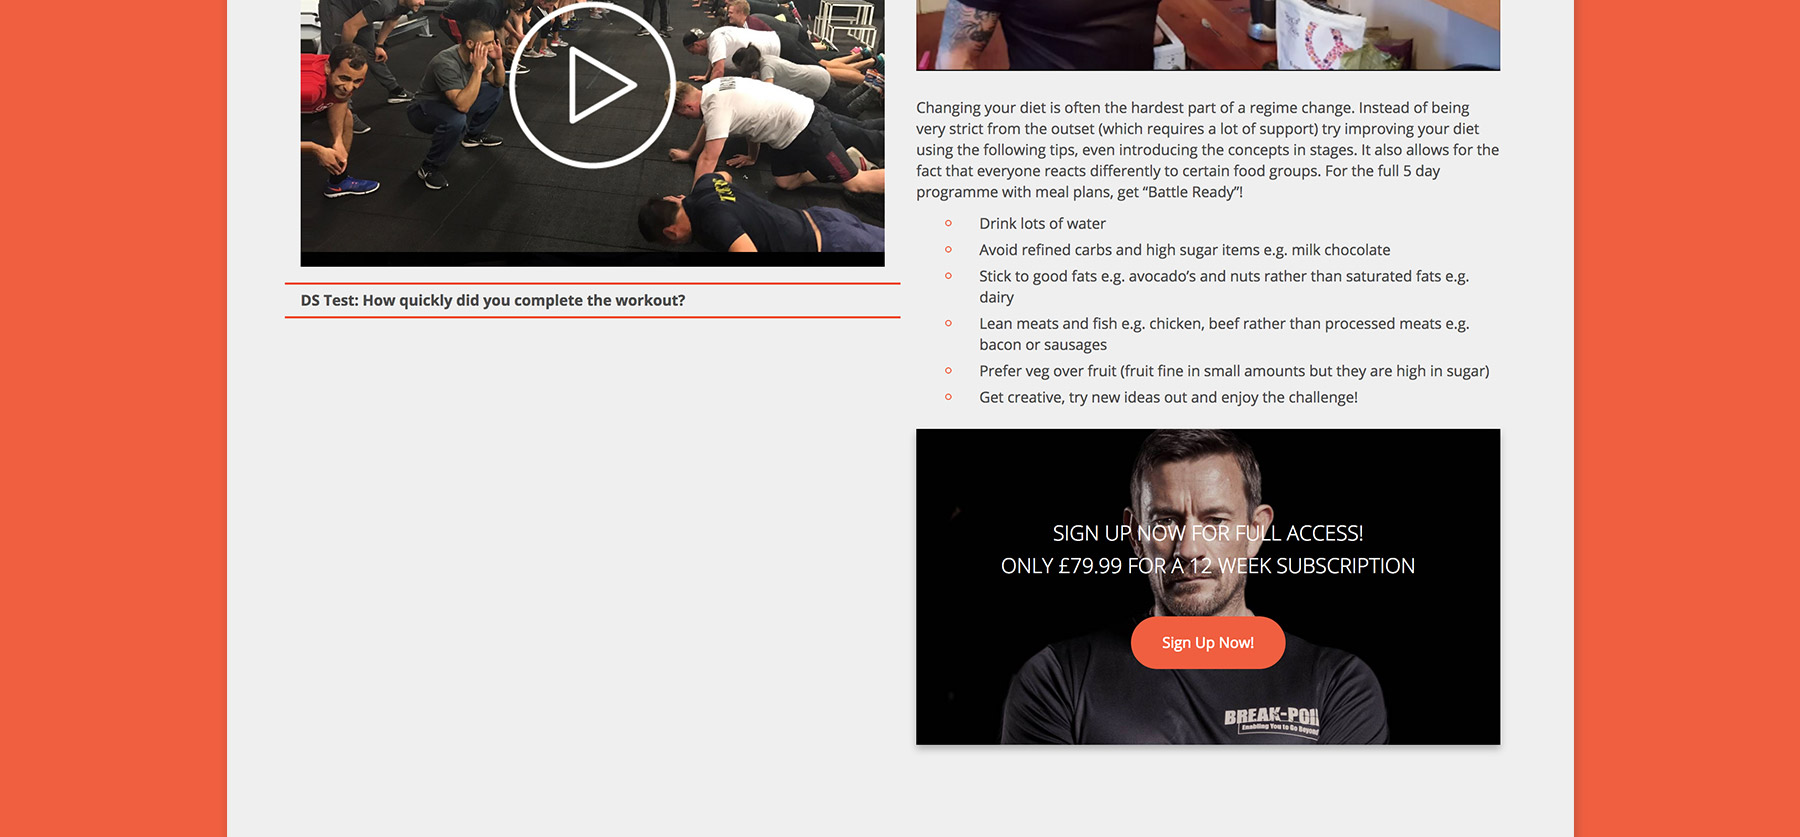 DS Test: How quickly did you complete the workout?
Changing your diet is often the hardest part of a regime change. Instead of being
very strict from the outset (which requires a lot of support) try improving your diet
using the following tips, even introducing the concepts in stages. It also allows for the
fact that everyone reacts differently to certain food groups. For the full 5 day
programme with meal plans, get “Battle Ready”!
Drink lots of water
Avoid refined carbs and high sugar items e.g. milk chocolate
Stick to good fats e.g. avocado’s and nuts rather than saturated fats e.g.
dairy
Lean meats and fish e.g. chicken, beef rather than processed meats e.g.
bacon or sausages
Prefer veg over fruit (fruit fine in small amounts but they are high in sugar)
Get creative, try new ideas out and enjoy the challenge!
SIGN UP NOW FOR FULL ACCESS!
ONLY £79.99 FOR A 12 WEEK SUBSCRIPTION
Sign Up Now!
BREAK-POI
Enabling You to Go Beyond